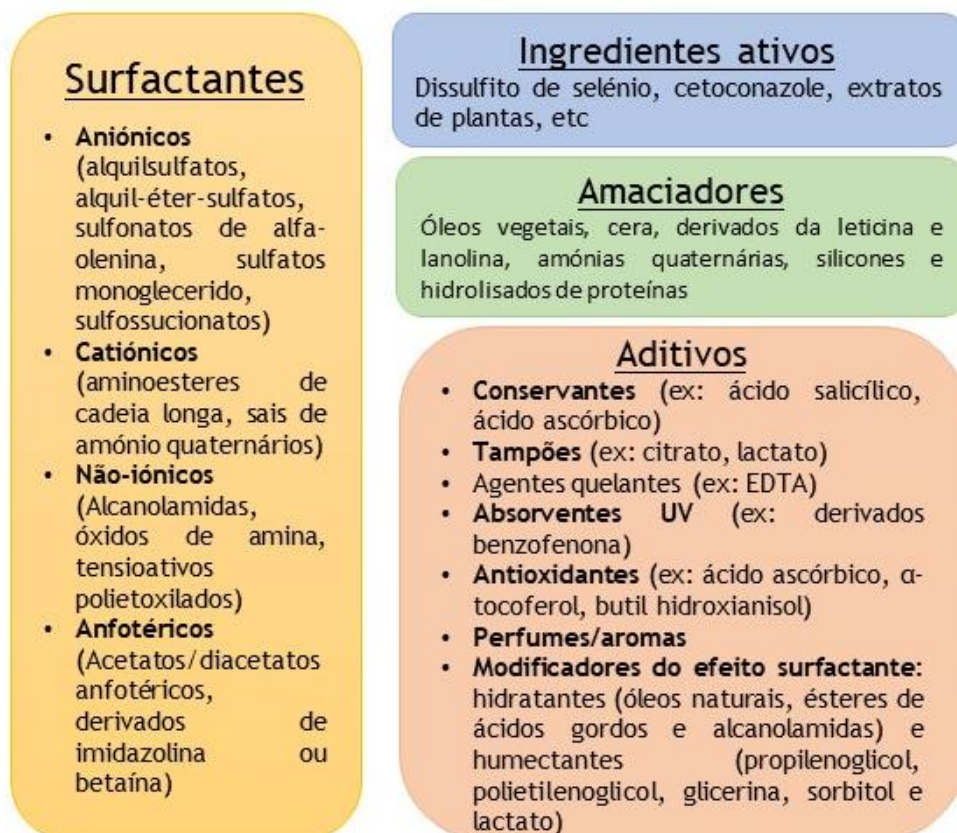 Surfactantes
• Aniónicos
(alquilsulfatos,
alquil-éter-sulfatos,
sulfonatos de alfa-
olenina, sulfatos
monoglecerido,
sulfossucionatos)
• Catiónicos
(aminoesteres de
cadeia longa, sais de
amónio quaternários)
• Não-iónicos
(Alcanolamidas,
óxidos de amina,
tensioativos
polietoxilados)
• Anfotéricos
(Acetatos/diacetatos
anfotéricos,
derivados de
imidazolina ou
betaína)
Ingredientes ativos
Dissulfito de selénio, cetoconazole, extratos
de plantas, etc
Amaciadores
Óleos vegetais, cera, derivados da leticina e
lanolina, amónias quaternárias, silicones e
hidrolisados de proteínas
Aditivos
• Conservantes (ex: ácido salicílico,
ácido ascórbico)
• Tampões (ex: citrato, lactato)
• Agentes quelantes (ex: EDTA)
• Absorventes UV (ex: derivados
benzofenona)
• Antioxidantes (ex: ácido ascórbico, α-
tocoferol, butil hidroxianisol)
• Perfumes/aromas
• Modificadores do efeito surfactante:
hidratantes (óleos naturais, ésteres de
ácidos gordos e alcanolamidas) e
humectantes (propilenoglicol,
polietilenoglicol, glicerina, sorbitol e
lactato)